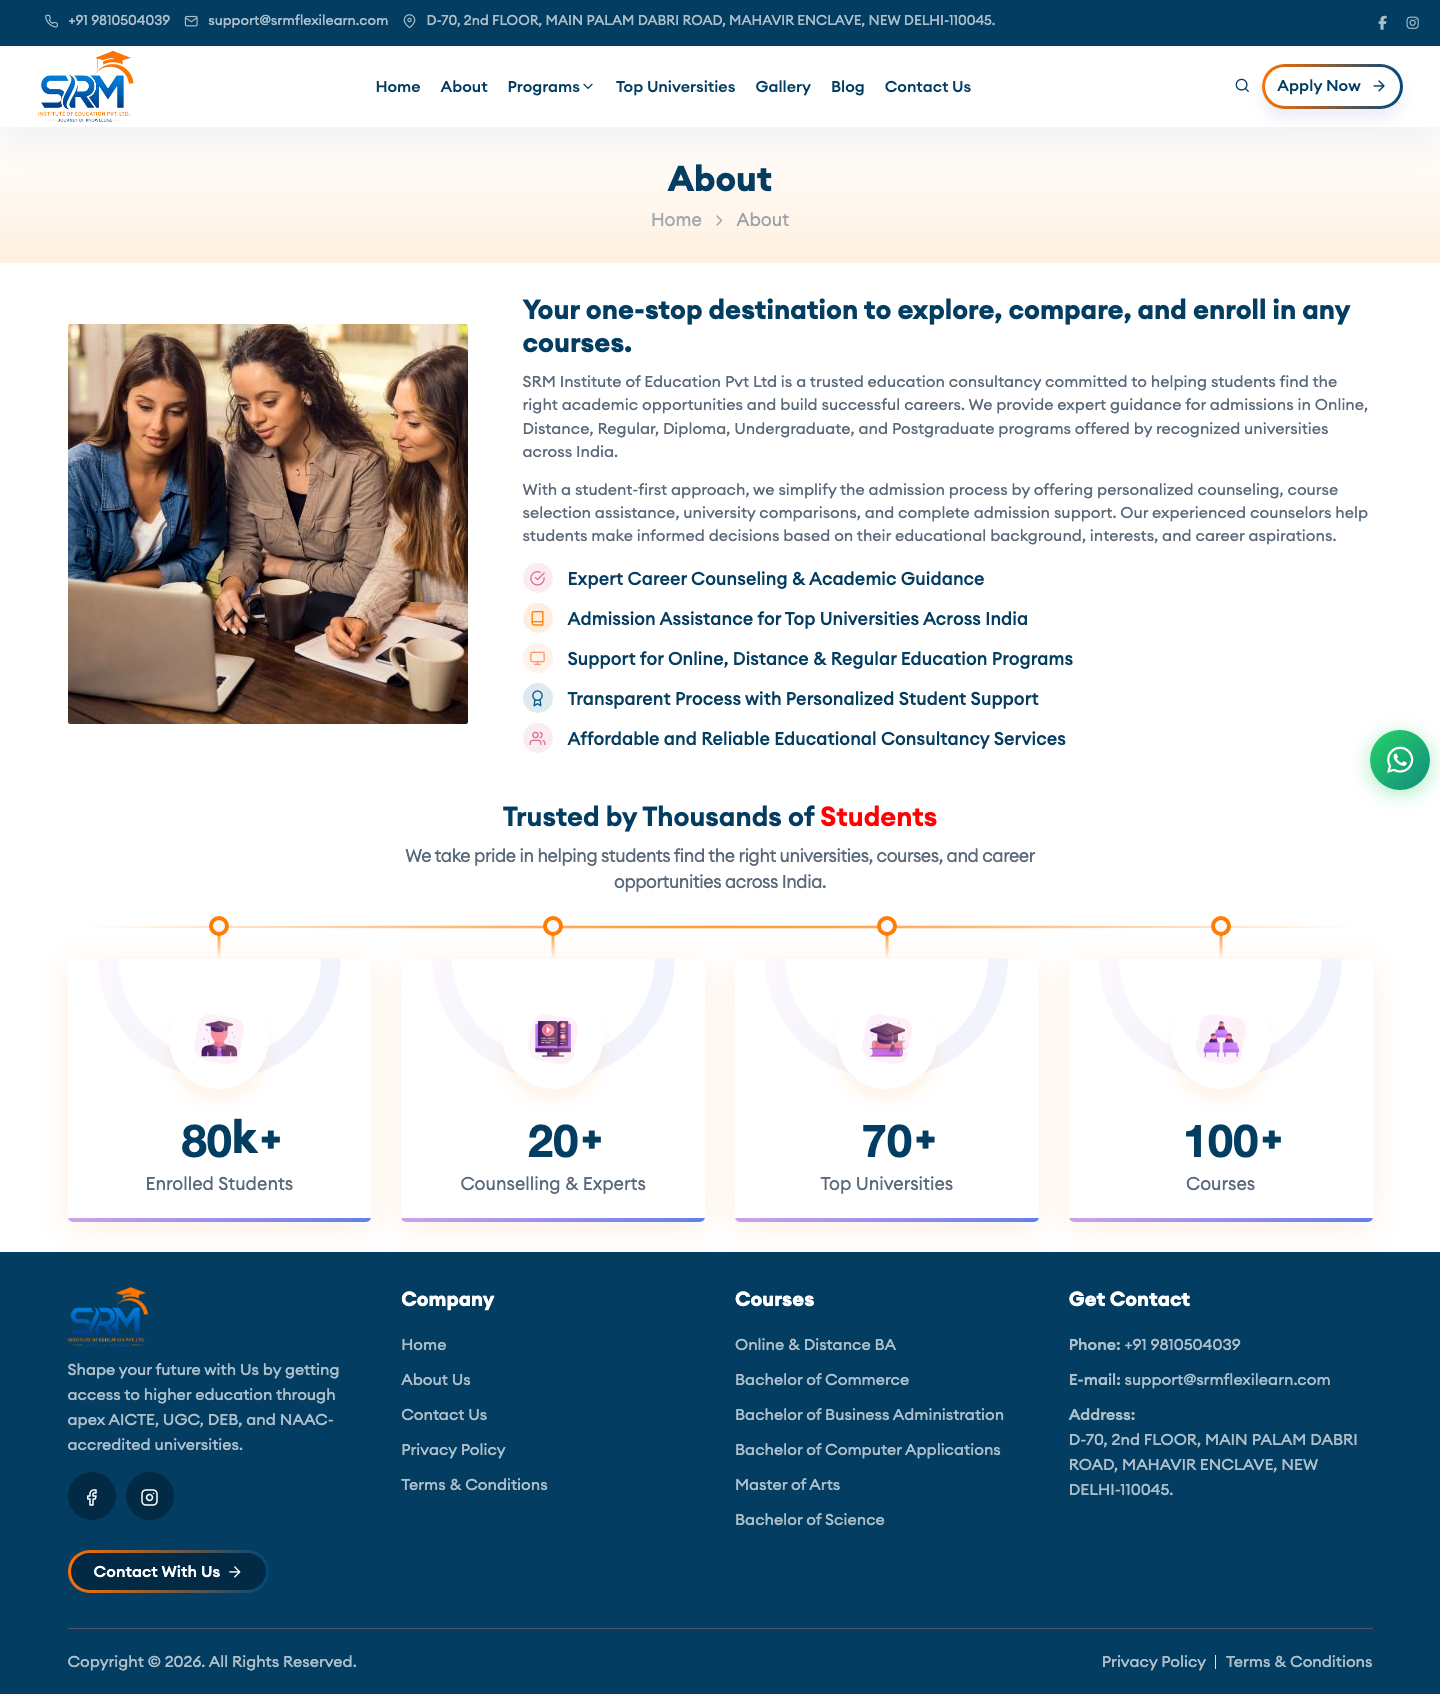 +91 9810504039 support@srmflexilearn.com D-70, 2nd FLOOR, MAIN PALAM DABRI ROAD, MAHAVIR ENCLAVE, NEW DELHI-110045.
SRM
INSTITUTE OF EDUCATION PVT. LTD.
JOURNEY OF KNOWLEDGE
Home About Programs Top Universities Gallery Blog Contact Us
Apply Now
About
Home About
Your one-stop destination to explore, compare, and enroll in any
courses.
SRM Institute of Education Pvt Ltd is a trusted education consultancy committed to helping students find the
right academic opportunities and build successful careers. We provide expert guidance for admissions in Online,
Distance, Regular, Diploma, Undergraduate, and Postgraduate programs offered by recognized universities
across India.
With a student-first approach, we simplify the admission process by offering personalized counseling, course
selection assistance, university comparisons, and complete admission support. Our experienced counselors help
students make informed decisions based on their educational background, interests, and career aspirations.
Expert Career Counseling & Academic Guidance
Admission Assistance for Top Universities Across India
Support for Online, Distance & Regular Education Programs
Transparent Process with Personalized Student Support
Affordable and Reliable Educational Consultancy Services
Trusted by Thousands of Students
We take pride in helping students find the right universities, courses, and career
opportunities across India.
80k+
Enrolled Students
20+
Counselling & Experts
70+
Top Universities
100+
Courses
SRM
INSTITUTE OF EDUCATION PVT. LTD.
Shape your future with Us by getting
access to higher education through
apex AICTE, UGC, DEB, and NAAC-
accredited universities.
Contact With Us
Company
Home
About Us
Contact Us
Privacy Policy
Terms & Conditions
Courses
Online & Distance BA
Bachelor of Commerce
Bachelor of Business Administration
Bachelor of Computer Applications
Master of Arts
Bachelor of Science
Get Contact
Phone: +91 9810504039
E-mail: support@srmflexilearn.com
Address:
D-70, 2nd FLOOR, MAIN PALAM DABRI
ROAD, MAHAVIR ENCLAVE, NEW
DELHI-110045.
Copyright © 2026. All Rights Reserved.
Privacy Policy | Terms & Conditions